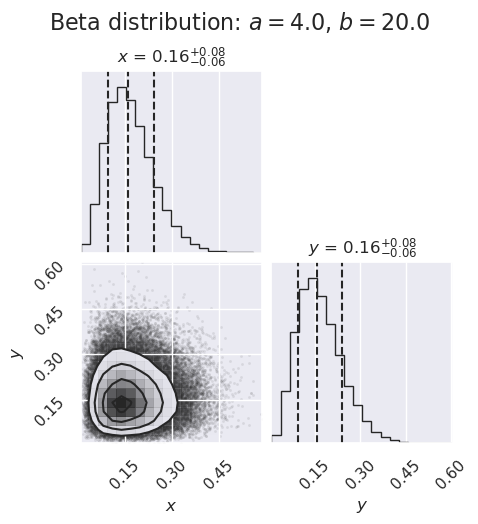 Beta distribution: a = 4.0, b = 20.0
x = 0.16^{+0.08}_{-0.06}
y = 0.16^{+0.08}_{-0.06}
0.60
0.45
0.30
0.15
y
0.15 0.30 0.45
x
0.15 0.30 0.45 0.60
y